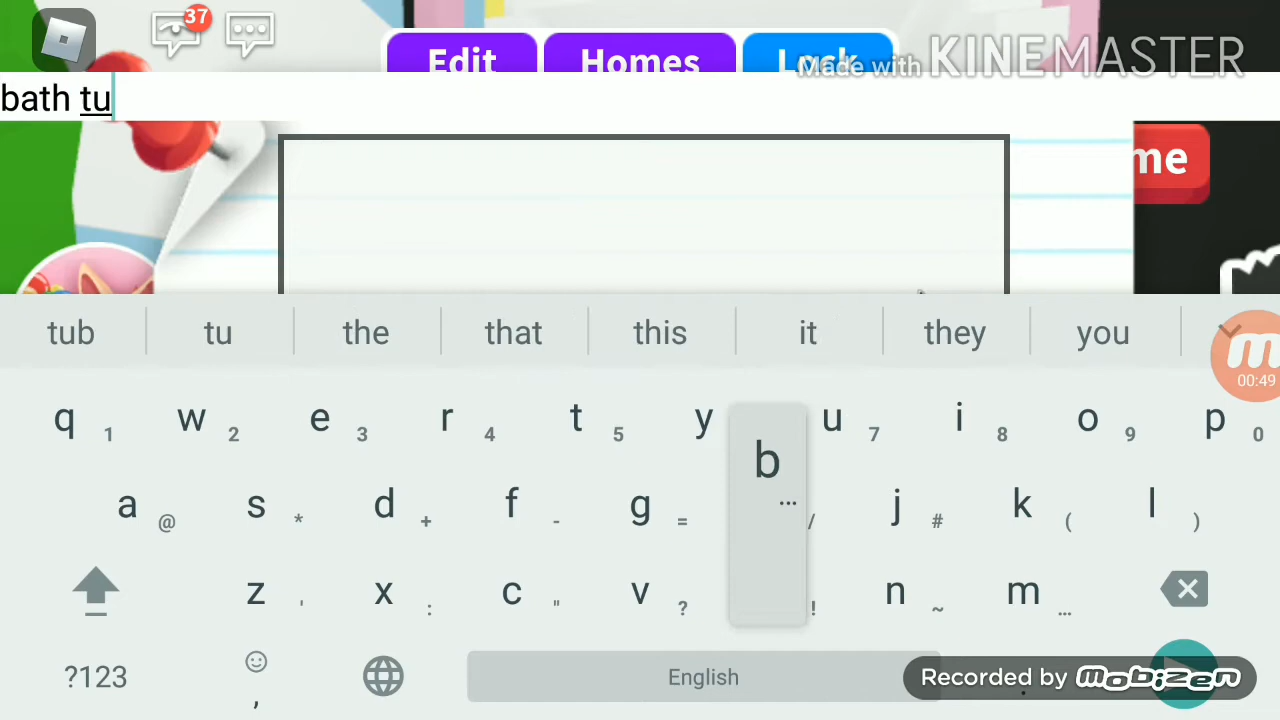 37
Edit Homes Lock
Made with KINEMASTER
bath tu
me
tub tu the that this it they you
00:49
q 1 w 2 e 3 r 4 t 5 y u 7 i 8 o 9 p 0
a @ s * d + f - g = b ... / j # k ( l )
z ' x : c " v ? ! n ~ m ...
?123 , English .
Recorded by mobizen